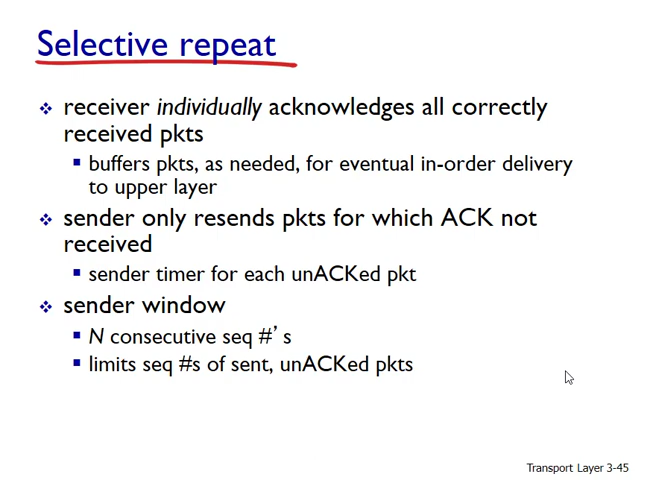 Selective repeat
receiver individually acknowledges all correctly
received pkts
buffers pkts, as needed, for eventual in-order delivery
to upper layer
sender only resends pkts for which ACK not
received
sender timer for each unACKed pkt
sender window
N consecutive seq #’s
limits seq #s of sent, unACKed pkts
Transport Layer 3-45